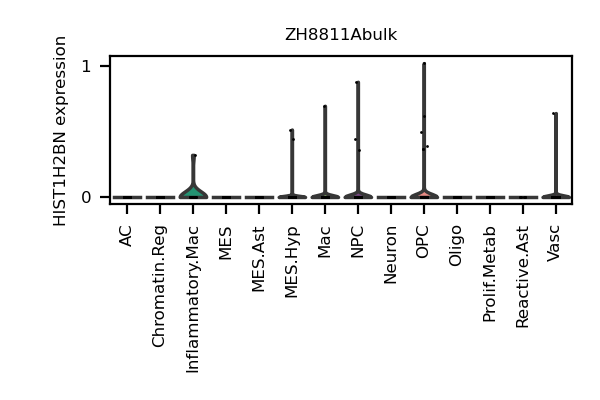 ZH8811Abulk
HIST1H2BN expression
1
0
AC
Chromatin.Reg
Inflammatory.Mac
MES
MES.Ast
MES.Hyp
Mac
NPC
Neuron
OPC
Oligo
Prolif.Metab
Reactive.Ast
Vasc